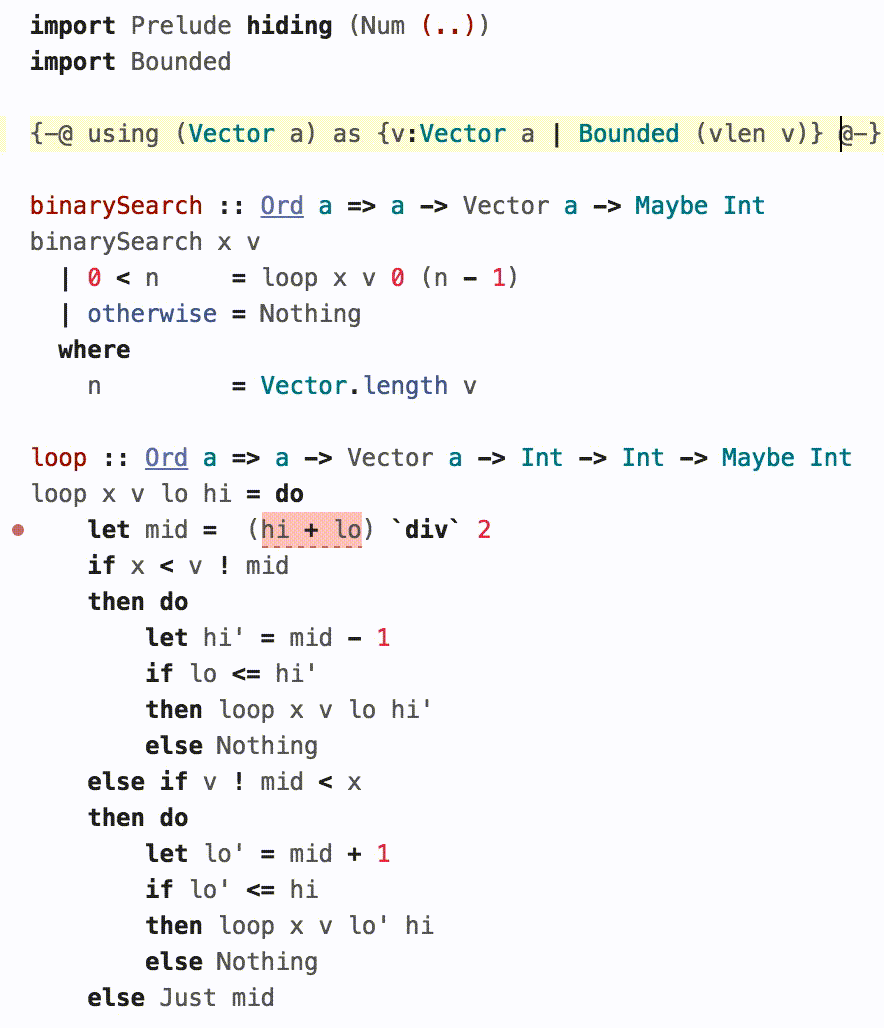 import Prelude hiding (Num (..))
import Bounded

{-@ using (Vector a) as {v:Vector a | Bounded (vlen v)} @-}

binarySearch :: Ord a => a -> Vector a -> Maybe Int
binarySearch x v
  | 0 < n     = loop x v 0 (n - 1)
  | otherwise = Nothing
  where
    n         = Vector.length v

loop :: Ord a => a -> Vector a -> Int -> Int -> Maybe Int
loop x v lo hi = do
    let mid =  (hi + lo) `div` 2
    if x < v ! mid
    then do
        let hi' = mid - 1
        if lo <= hi'
        then loop x v lo hi'
        else Nothing
    else if v ! mid < x
    then do
        let lo' = mid + 1
        if lo' <= hi
        then loop x v lo' hi
        else Nothing
    else Just mid